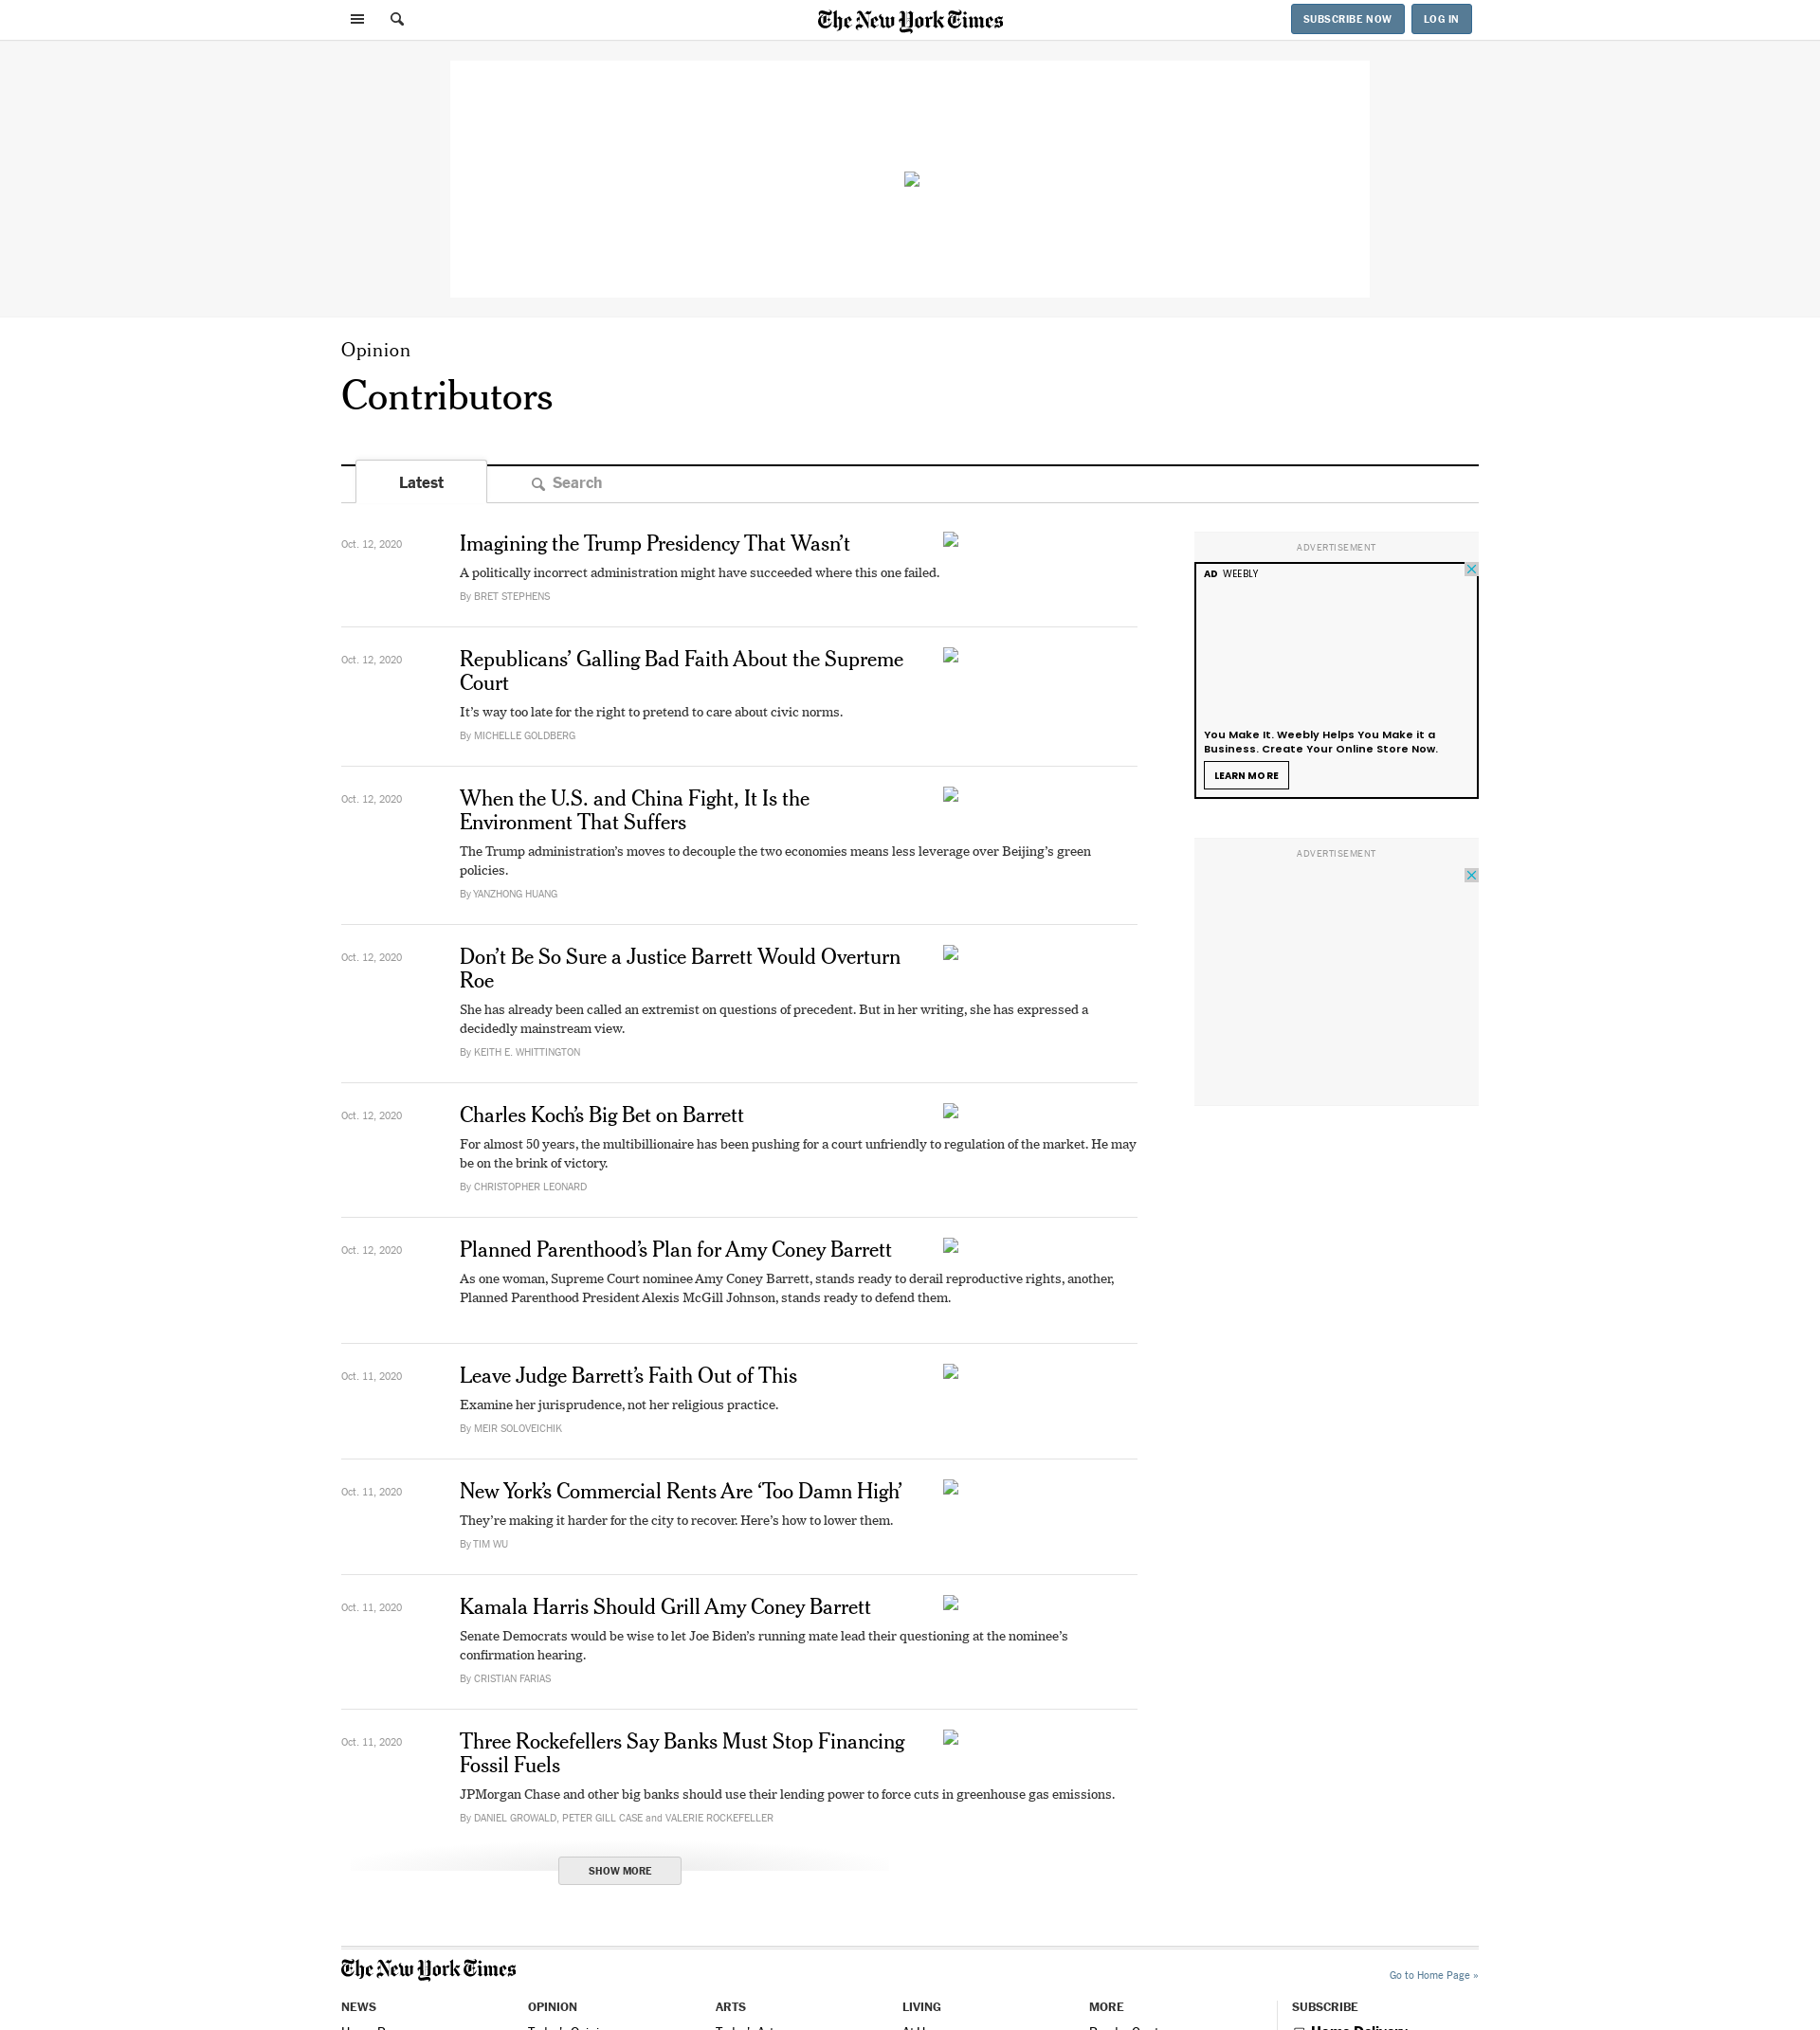 The New York Times
SUBSCRIBE NOW
LOG IN
Opinion
Contributors
Latest
Search
Oct. 12, 2020
Imagining the Trump Presidency That Wasn’t
A politically incorrect administration might have succeeded where this one failed.
By BRET STEPHENS
Oct. 12, 2020
Republicans’ Galling Bad Faith About the Supreme
Court
It’s way too late for the right to pretend to care about civic norms.
By MICHELLE GOLDBERG
Oct. 12, 2020
When the U.S. and China Fight, It Is the
Environment That Suffers
The Trump administration’s moves to decouple the two economies means less leverage over Beijing’s green
policies.
By YANZHONG HUANG
Oct. 12, 2020
Don’t Be So Sure a Justice Barrett Would Overturn
Roe
She has already been called an extremist on questions of precedent. But in her writing, she has expressed a
decidedly mainstream view.
By KEITH E. WHITTINGTON
Oct. 12, 2020
Charles Koch’s Big Bet on Barrett
For almost 50 years, the multibillionaire has been pushing for a court unfriendly to regulation of the market. He may
be on the brink of victory.
By CHRISTOPHER LEONARD
Oct. 12, 2020
Planned Parenthood’s Plan for Amy Coney Barrett
As one woman, Supreme Court nominee Amy Coney Barrett, stands ready to derail reproductive rights, another,
Planned Parenthood President Alexis McGill Johnson, stands ready to defend them.
Oct. 11, 2020
Leave Judge Barrett’s Faith Out of This
Examine her jurisprudence, not her religious practice.
By MEIR SOLOVEICHIK
Oct. 11, 2020
New York’s Commercial Rents Are ‘Too Damn High’
They’re making it harder for the city to recover. Here’s how to lower them.
By TIM WU
Oct. 11, 2020
Kamala Harris Should Grill Amy Coney Barrett
Senate Democrats would be wise to let Joe Biden’s running mate lead their questioning at the nominee’s
confirmation hearing.
By CRISTIAN FARIAS
Oct. 11, 2020
Three Rockefellers Say Banks Must Stop Financing
Fossil Fuels
JPMorgan Chase and other big banks should use their lending power to force cuts in greenhouse gas emissions.
By DANIEL GROWALD, PETER GILL CASE and VALERIE ROCKEFELLER
SHOW MORE
ADVERTISEMENT
AD WEEBLY
You Make It. Weebly Helps You Make it a
Business. Create Your Online Store Now.
LEARN MORE
ADVERTISEMENT
The New York Times
Go to Home Page »
NEWS
OPINION
ARTS
LIVING
MORE
SUBSCRIBE
Home Delivery